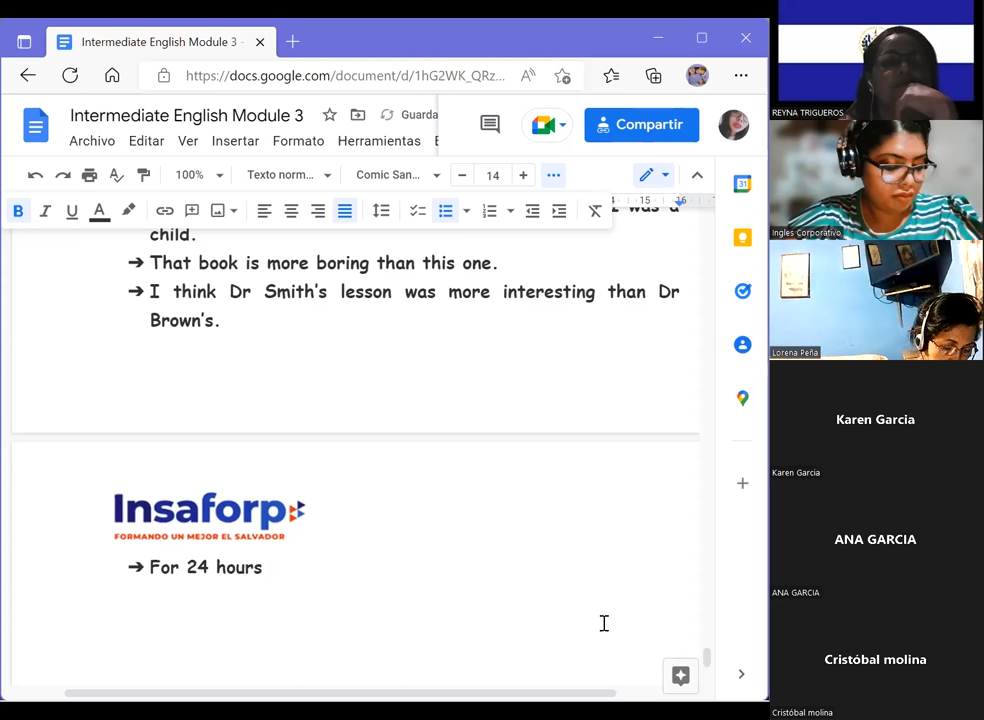 Intermediate English Module 3 -
https://docs.google.com/document/d/1hG2WK_QRz...
Intermediate English Module 3
Guarda
Archivo Editar Ver Insertar Formato Herramientas
Compartir
100% Texto norm... Comic San... 14
15 16
child.
➔ That book is more boring than this one.
➔ I think Dr Smith's lesson was more interesting than Dr
Brown's.
Insaforp
FORMANDO UN MEJOR EL SALVADOR
➔ For 24 hours
REYNA TRIGUEROS
Ingles Corporativo
Lorena Peña
Karen Garcia
Karen Garcia
ANA GARCIA
ANA GARCIA
Cristóbal molina
Cristóbal molina